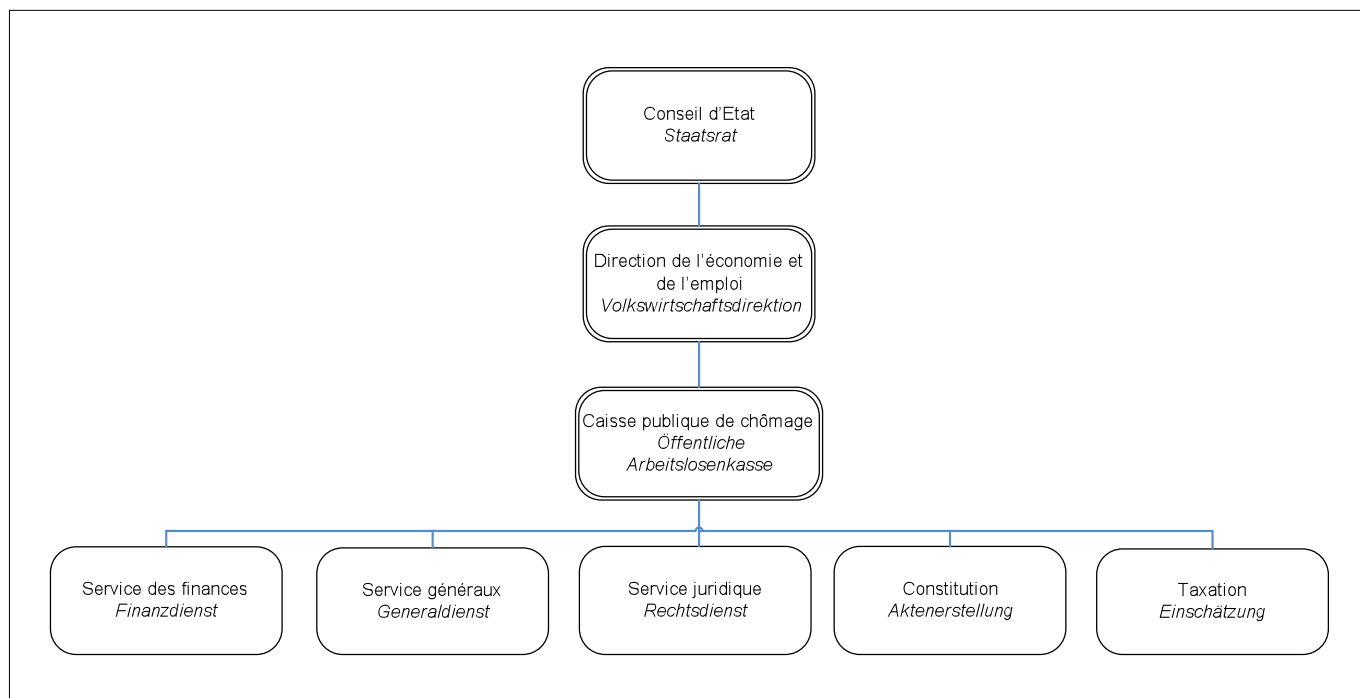 Conseil d'Etat
Staatsrat
Direction de l'économie et
de l'emploi
Volkswirtschaftsdirektion
Caisse publique de chômage
Öffentliche
Arbeitslosenkasse
Service des finances
Finanzdienst
Service généraux
Generaldienst
Service juridique
Rechtsdienst
Constitution
Aktenerstellung
Taxation
Einschätzung